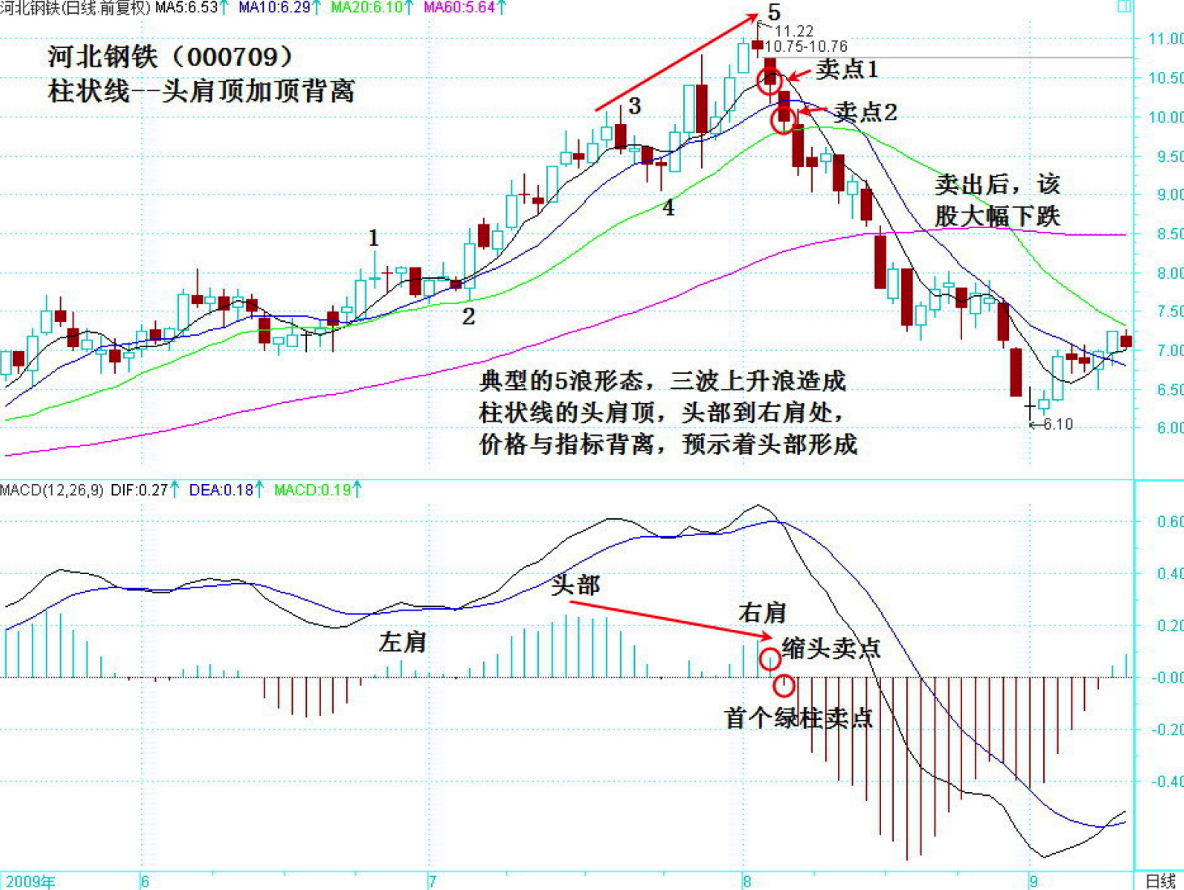 河北钢铁(日线.前复权) MA5:6.53↑ MA10:6.29↑ MA20:6.10↑ MA60:5.64↑
河北钢铁（000709）
柱状线--头肩顶加顶背离
5
11.22
10.75-10.76
卖点1
卖点2
3
4
1
2
卖出后，该
股大幅下跌
典型的5浪形态，三波上升浪造成
柱状线的头肩顶，头部到右肩处，
价格与指标背离，预示着头部形成
←6.10
11.00
10.50
10.00
9.50
9.00
8.50
8.00
7.50
7.00
6.50
6.00
MACD(12,26,9) DIF:0.27↑ DEA:0.18↑ MACD:0.19↑
头部
左肩
右肩
缩头卖点
首个绿柱卖点
0.60
0.40
0.20
-0.00
-0.20
-0.40
2009年 6 7 8 9 日线